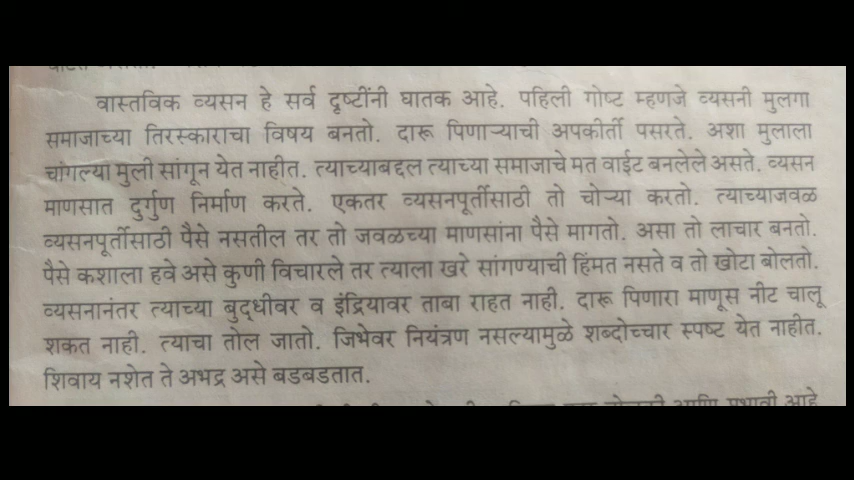 वास्तविक व्यसन हे सर्व दृष्टींनी घातक आहे. पहिली गोष्ट म्हणजे व्यसनी मुलगा
समाजाच्या तिरस्काराचा विषय बनतो. दारू पिणाऱ्याची अपकीर्ती पसरते. अशा मुलाला
चांगल्या मुली सांगून येत नाहीत. त्याच्याबद्दल त्याच्या समाजाचे मत वाईट बनलेले असते. व्यसन
माणसात दुर्गुण निर्माण करते. एकतर व्यसनपूर्तीसाठी तो चोऱ्या करतो. त्याच्याजवळ
व्यसनपूर्तीसाठी पैसे नसतील तर तो जवळच्या माणसांना पैसे मागतो. असा तो लाचार बनतो.
पैसे कशाला हवे असे कुणी विचारले तर त्याला खरे सांगण्याची हिंमत नसते व तो खोटा बोलतो.
व्यसनानंतर त्याच्या बुद्धीवर व इंद्रियावर ताबा राहत नाही. दारू पिणारा माणूस नीट चालू
शकत नाही. त्याचा तोल जातो. जिभेवर नियंत्रण नसल्यामुळे शब्दोच्चार स्पष्ट येत नाहीत.
शिवाय नशेत ते अभद्र असे बडबडतात.
आणि प्रभावी आहे